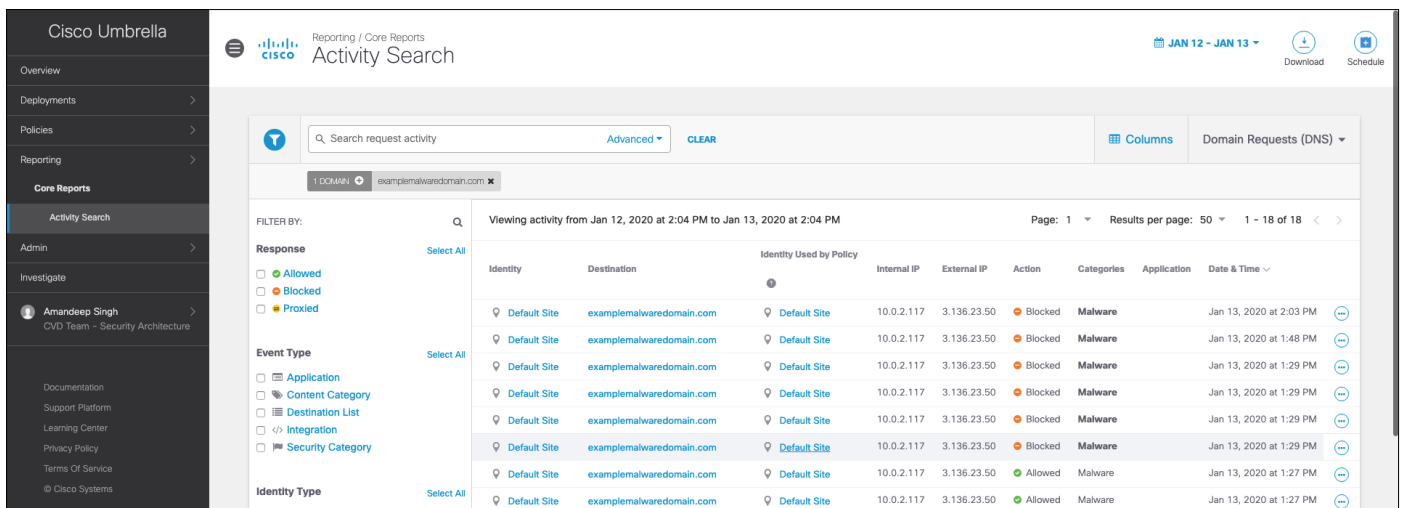 Cisco Umbrella
Overview
Deployments
Policies
Reporting
Core Reports
Activity Search
Admin
Investigate
Amandeep Singh
CVD Team - Security Architecture
Documentation
Support Platform
Learning Center
Privacy Policy
Terms Of Service
© Cisco Systems
CISCO
Reporting / Core Reports
Activity Search
JAN 12 - JAN 13
Download
Schedule
Search request activity
Advanced
CLEAR
Columns
Domain Requests (DNS)
1 DOMAIN
examplemalwaredomain.com
FILTER BY:
Response Select All
Allowed
Blocked
Proxied
Event Type Select All
Application
Content Category
Destination List
Integration
Security Category
Identity Type Select All
Viewing activity from Jan 12, 2020 at 2:04 PM to Jan 13, 2020 at 2:04 PM
Page: 1 Results per page: 50 1 - 18 of 18
Identity Destination Identity Used by Policy Internal IP External IP Action Categories Application Date & Time
Default Site examplemalwaredomain.com Default Site 10.0.2.117 3.136.23.50 Blocked Malware Jan 13, 2020 at 2:03 PM
Default Site examplemalwaredomain.com Default Site 10.0.2.117 3.136.23.50 Blocked Malware Jan 13, 2020 at 1:48 PM
Default Site examplemalwaredomain.com Default Site 10.0.2.117 3.136.23.50 Blocked Malware Jan 13, 2020 at 1:29 PM
Default Site examplemalwaredomain.com Default Site 10.0.2.117 3.136.23.50 Blocked Malware Jan 13, 2020 at 1:29 PM
Default Site examplemalwaredomain.com Default Site 10.0.2.117 3.136.23.50 Blocked Malware Jan 13, 2020 at 1:29 PM
Default Site examplemalwaredomain.com Default Site 10.0.2.117 3.136.23.50 Blocked Malware Jan 13, 2020 at 1:29 PM
Default Site examplemalwaredomain.com Default Site 10.0.2.117 3.136.23.50 Allowed Malware Jan 13, 2020 at 1:27 PM
Default Site examplemalwaredomain.com Default Site 10.0.2.117 3.136.23.50 Allowed Malware Jan 13, 2020 at 1:27 PM